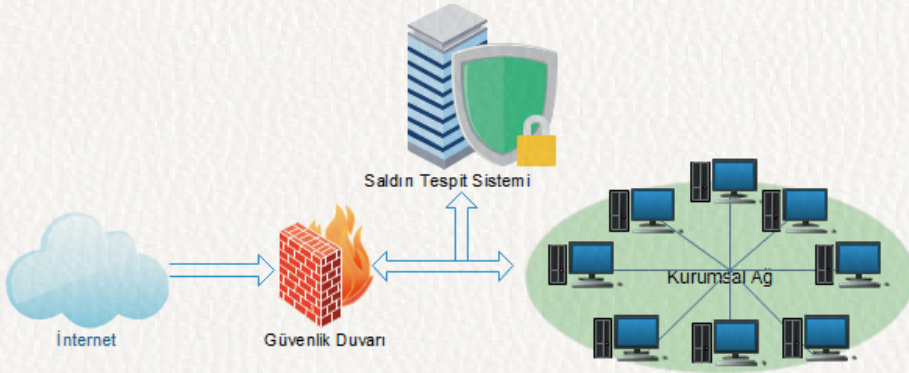 Saldırı Tespit Sistemi
Kurumsal Ağ
İnternet
Güvenlik Duvarı